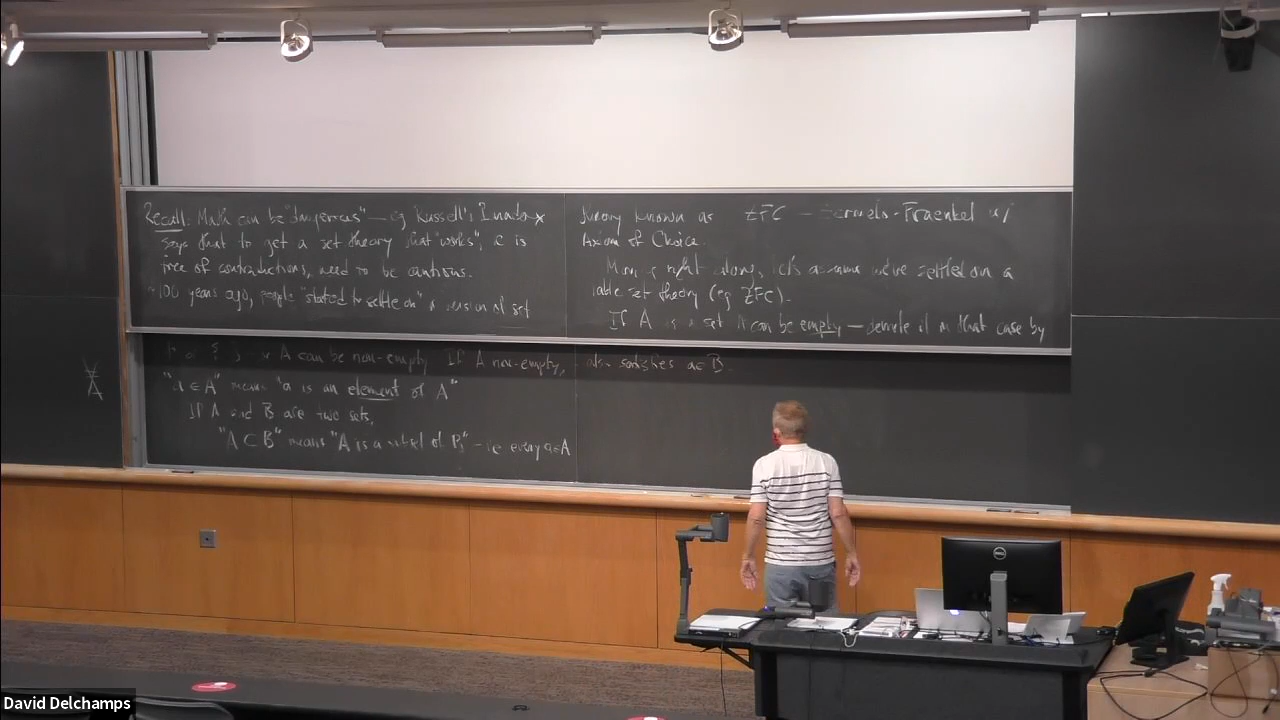 Recall: Math can be "dangerous" — eg Russell's Paradox
says that to get a set theory that "works", ie is
free of contradictions, need to be cautious.
~100 years ago, people "started to settle on" a version of set
theory known as ZFC — Zermelo-Fraenkel w/
Axiom of Choice.
right along, let's assume we've settled on a
set theory (eg ZFC).
If A is a set A can be empty — denote it in that case by
A can be non-empty. If A non-empty,
"a ∈ A" means "a is an element of A"
If A and B are two sets,
"A ⊂ B" means "A is a subset of B" — ie every a∈A
also satisfies a∈B.
DELL
David Delchamps